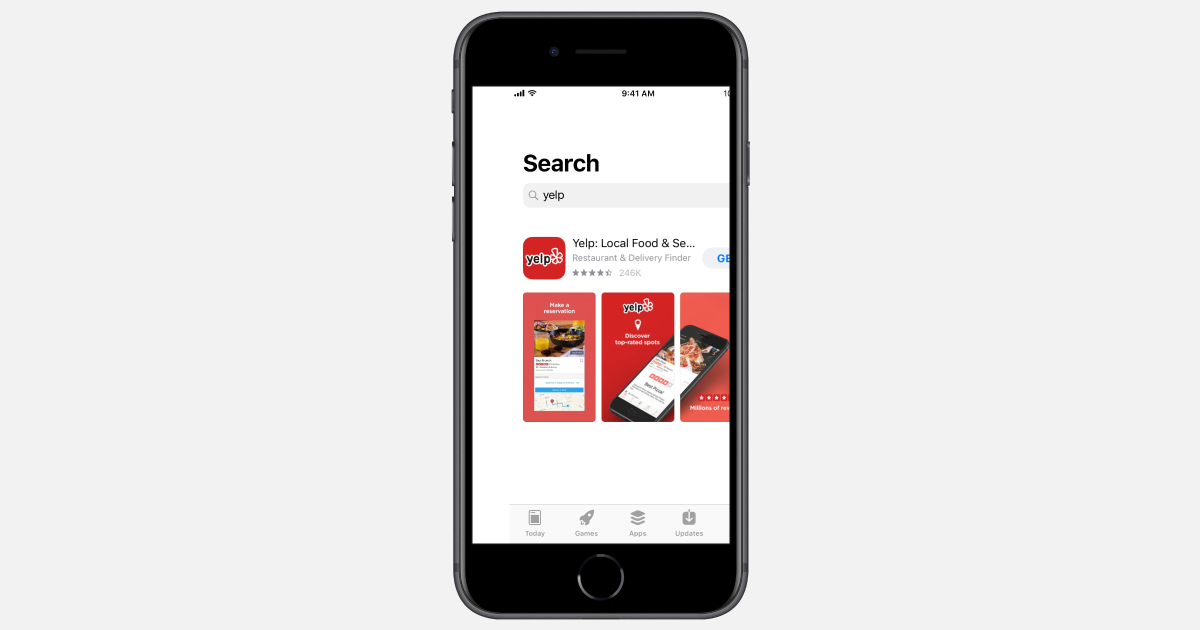 9:41 AM
10
Search
yelp
yelp
Yelp: Local Food & Se...
Restaurant & Delivery Finder
246K
GE
Make a
reservation
yelp
Discover
top-rated spots
Best Pizza!
Millions of rev
Today
Games
Apps
Updates